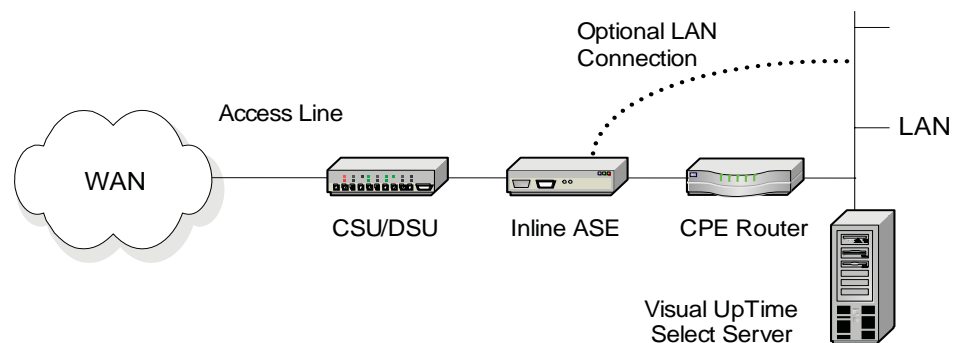 Optional LAN
Connection
Access Line
LAN
WAN
CSU/DSU
Inline ASE
CPE Router
Visual UpTime
Select Server